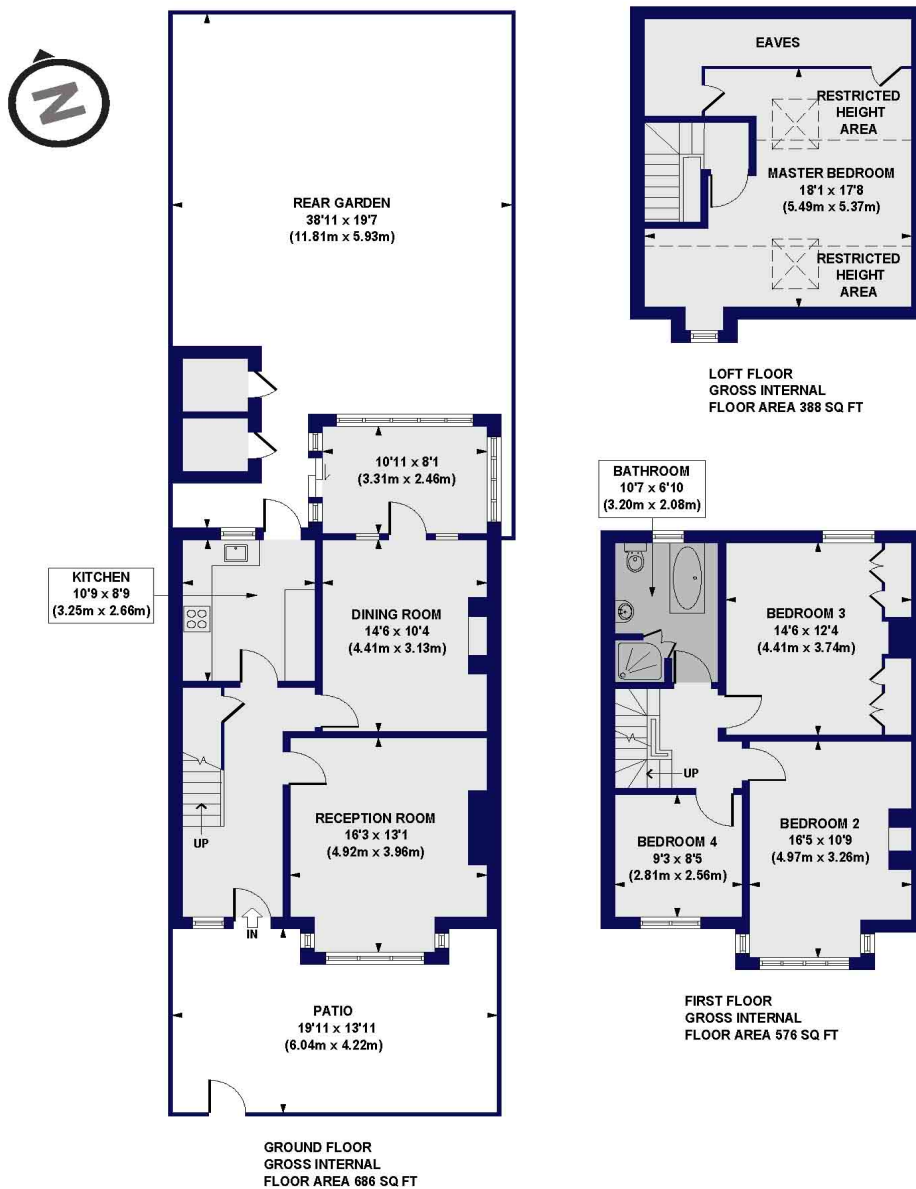 N
REAR GARDEN
38'11 x 19'7
(11.81m x 5.93m)
10'11 x 8'1
(3.31m x 2.46m)
KITCHEN
10'9 x 8'9
(3.25m x 2.66m)
DINING ROOM
14'6 x 10'4
(4.41m x 3.13m)
RECEPTION ROOM
16'3 x 13'1
(4.92m x 3.96m)
UP
IN
PATIO
19'11 x 13'11
(6.04m x 4.22m)
GROUND FLOOR
GROSS INTERNAL
FLOOR AREA 686 SQ FT
EAVES
RESTRICTED
HEIGHT
AREA
MASTER BEDROOM
18'1 x 17'8
(5.49m x 5.37m)
RESTRICTED
HEIGHT
AREA
LOFT FLOOR
GROSS INTERNAL
FLOOR AREA 388 SQ FT
BATHROOM
10'7 x 6'10
(3.20m x 2.08m)
BEDROOM 3
14'6 x 12'4
(4.41m x 3.74m)
UP
BEDROOM 4
9'3 x 8'5
(2.81m x 2.56m)
BEDROOM 2
16'5 x 10'9
(4.97m x 3.26m)
FIRST FLOOR
GROSS INTERNAL
FLOOR AREA 576 SQ FT